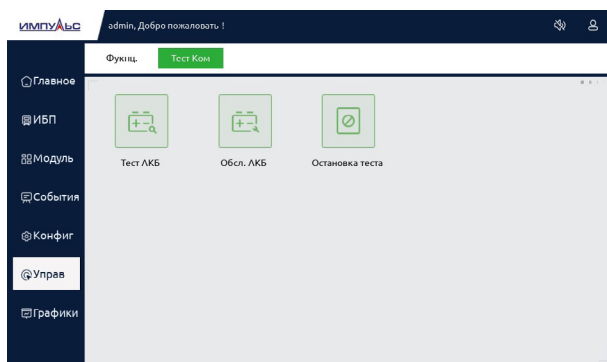 ИМПУЛЬС
admin, Добро пожаловать !
Фукнц.
Тест Ком
Главное
ИБП
Модуль
События
Конфиг
Управ
Графики
Тест АКБ
Обсл. АКБ
Остановка теста